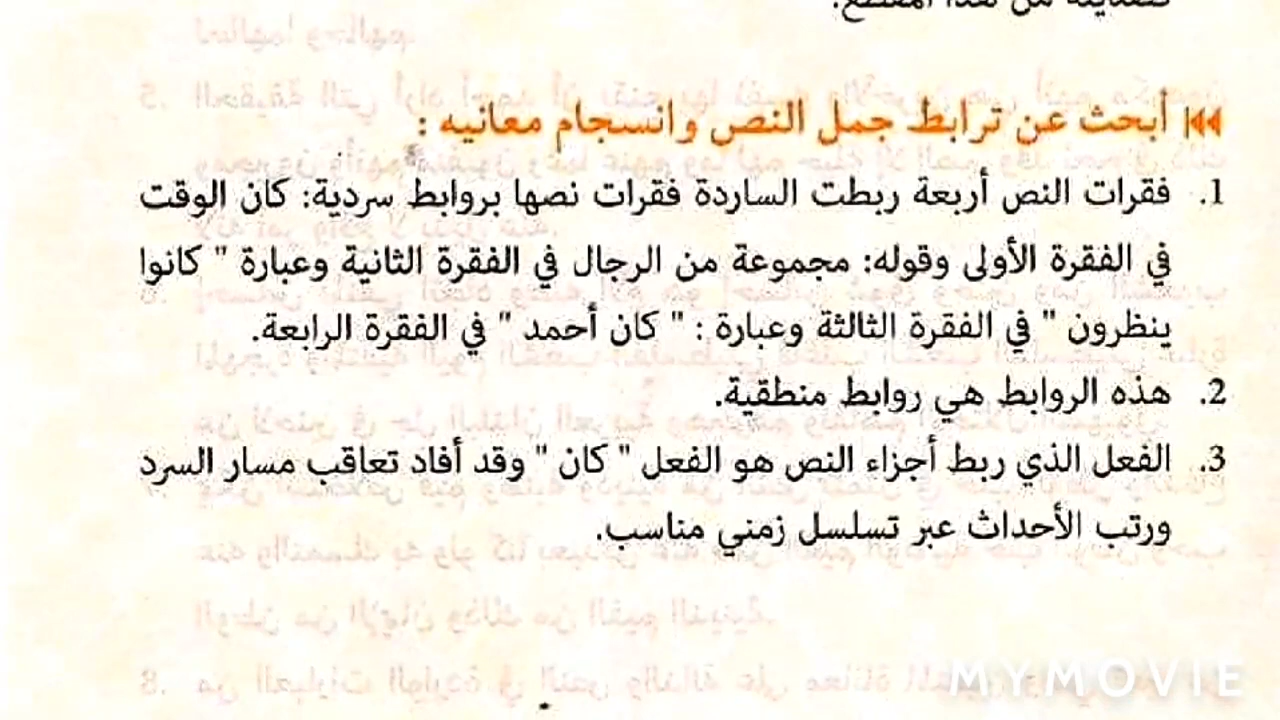 من هذا المقطع.
أبحث عن ترابط جمل النص وانسجام معانيه :
1. فقرات النص أربعة ربطت الساردة فقرات نصها بروابط سردية: كان الوقت
في الفقرة الأولى وقوله: مجموعة من الرجال في الفقرة الثانية وعبارة " كانوا
ينظرون " في الفقرة الثالثة وعبارة : " كان أحمد " في الفقرة الرابعة.
2. هذه الروابط هي روابط منطقية.
3. الفعل الذي ربط أجزاء النص هو الفعل " كان " وقد أفاد تعاقب مسار السرد
ورتب الأحداث عبر تسلسل زمني مناسب.
MYMOVIE